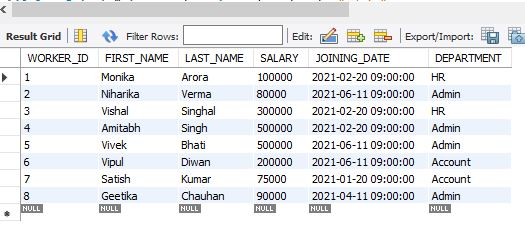 Result Grid Filter Rows: Edit: Export/Import:
WORKER_ID FIRST_NAME LAST_NAME SALARY JOINING_DATE DEPARTMENT
1 Monika Arora 100000 2021-02-20 09:00:00 HR
2 Niharika Verma 80000 2021-06-11 09:00:00 Admin
3 Vishal Singhal 300000 2021-02-20 09:00:00 HR
4 Amitabh Singh 500000 2021-02-20 09:00:00 Admin
5 Vivek Bhati 500000 2021-06-11 09:00:00 Admin
6 Vipul Diwan 200000 2021-06-11 09:00:00 Account
7 Satish Kumar 75000 2021-01-20 09:00:00 Account
8 Geetika Chauhan 90000 2021-04-11 09:00:00 Admin
NULL NULL NULL NULL NULL NULL